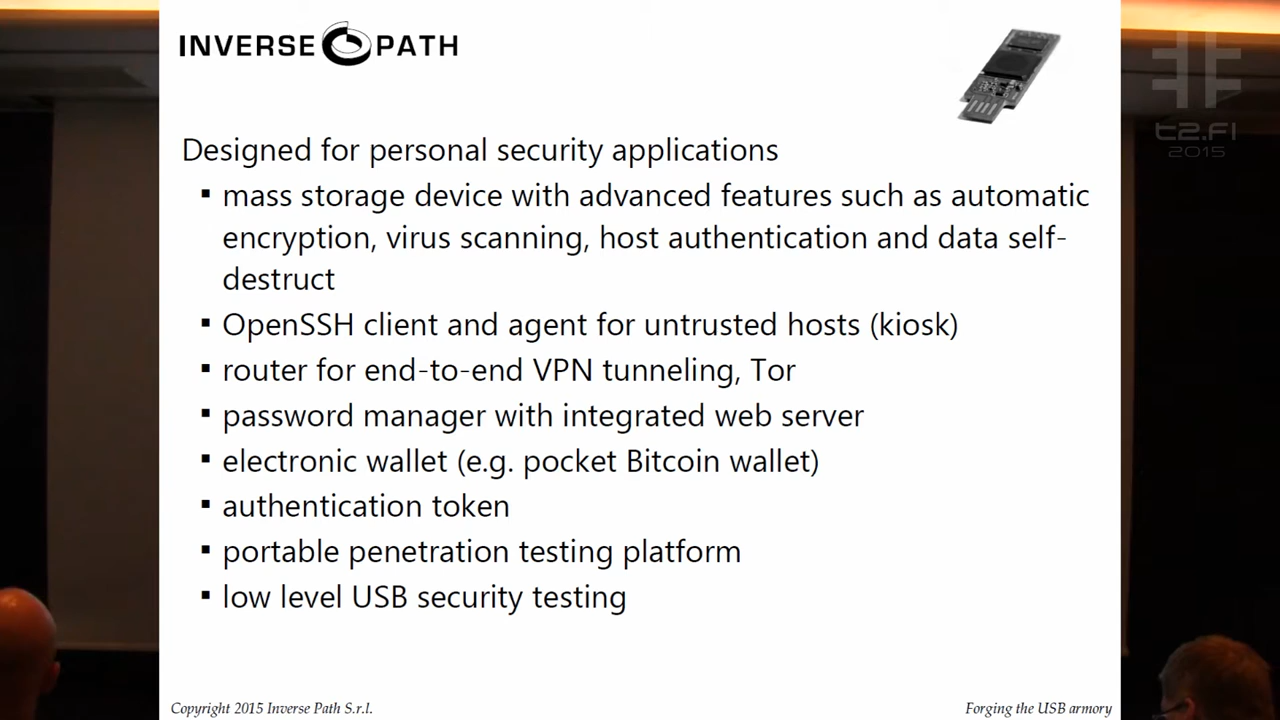 INVERSE PATH
t2.FI
2015
Designed for personal security applications
▪ mass storage device with advanced features such as automatic
encryption, virus scanning, host authentication and data self-
destruct
▪ OpenSSH client and agent for untrusted hosts (kiosk)
▪ router for end-to-end VPN tunneling, Tor
▪ password manager with integrated web server
▪ electronic wallet (e.g. pocket Bitcoin wallet)
▪ authentication token
▪ portable penetration testing platform
▪ low level USB security testing
Copyright 2015 Inverse Path S.r.l.
Forging the USB armory